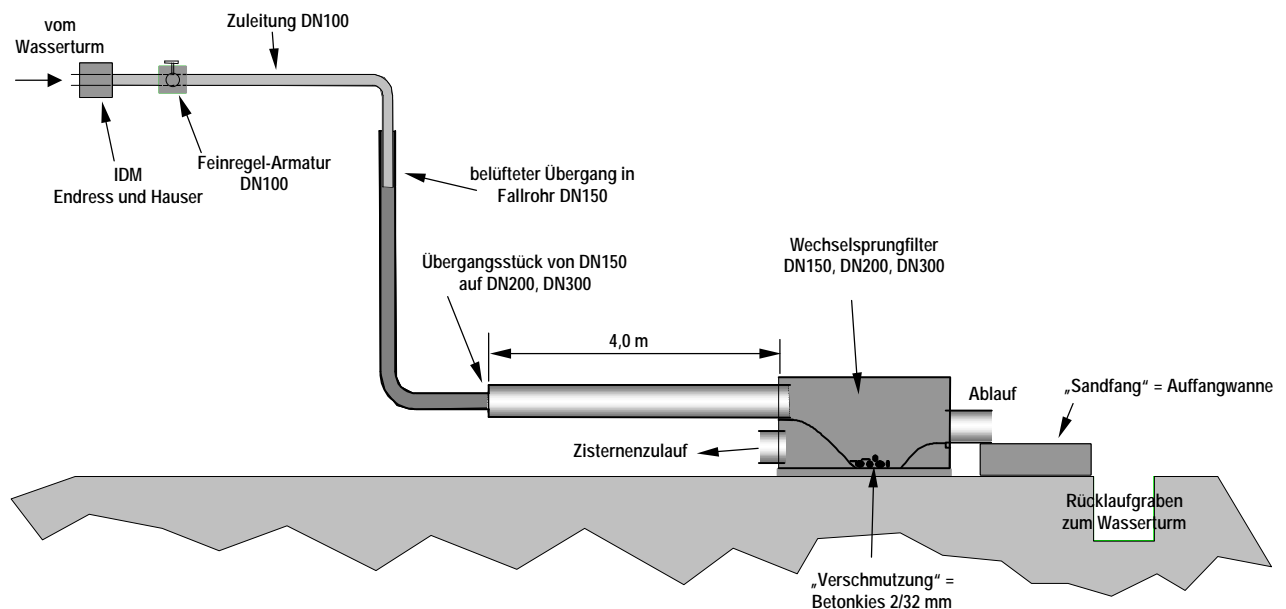 Zuleitung DN100
vom
Wasserturm
IDM
Endress und Hauser
Feinregel-Armatur
DN100
belüfteter Übergang in
Fallrohr DN150
Übergangsstück von DN150
auf DN200, DN300
Wechselsprungfilter
DN150, DN200, DN300
4,0 m
Ablauf
„Sandfang“ = Auffangwanne
Zisternenzulauf
Rücklaufgraben
zum Wasserturm
„Verschmutzung“ =
Betonkies 2/32 mm